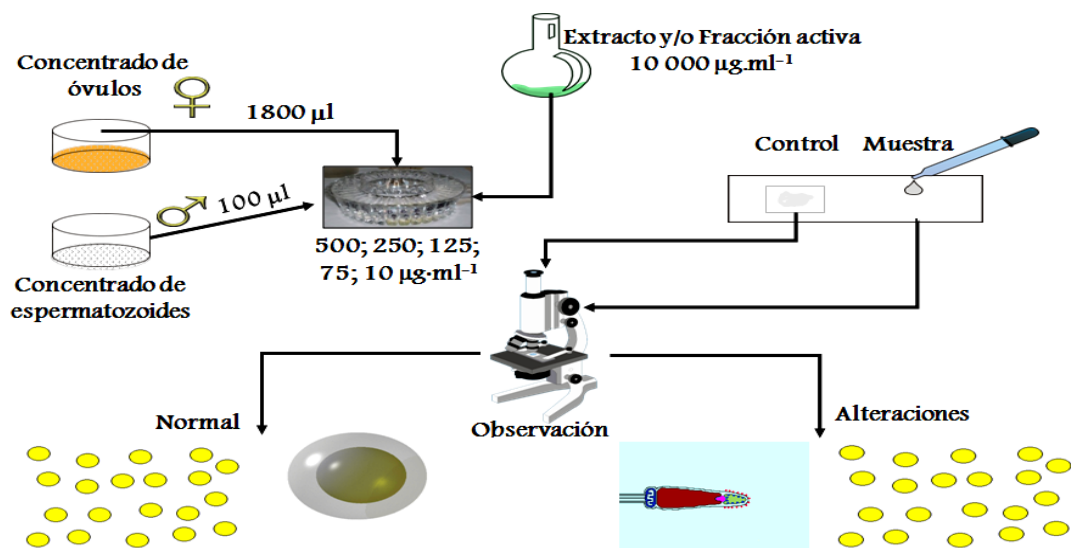 Concentrado de
óvulos
1800 µl
Extracto y/o Fracción activa
10 000 µg.ml⁻¹
Control
Muestra
100 µl
500; 250; 125;
75; 10 µg·ml⁻¹
Concentrado de
espermatozoides
Normal
Observación
Alteraciones